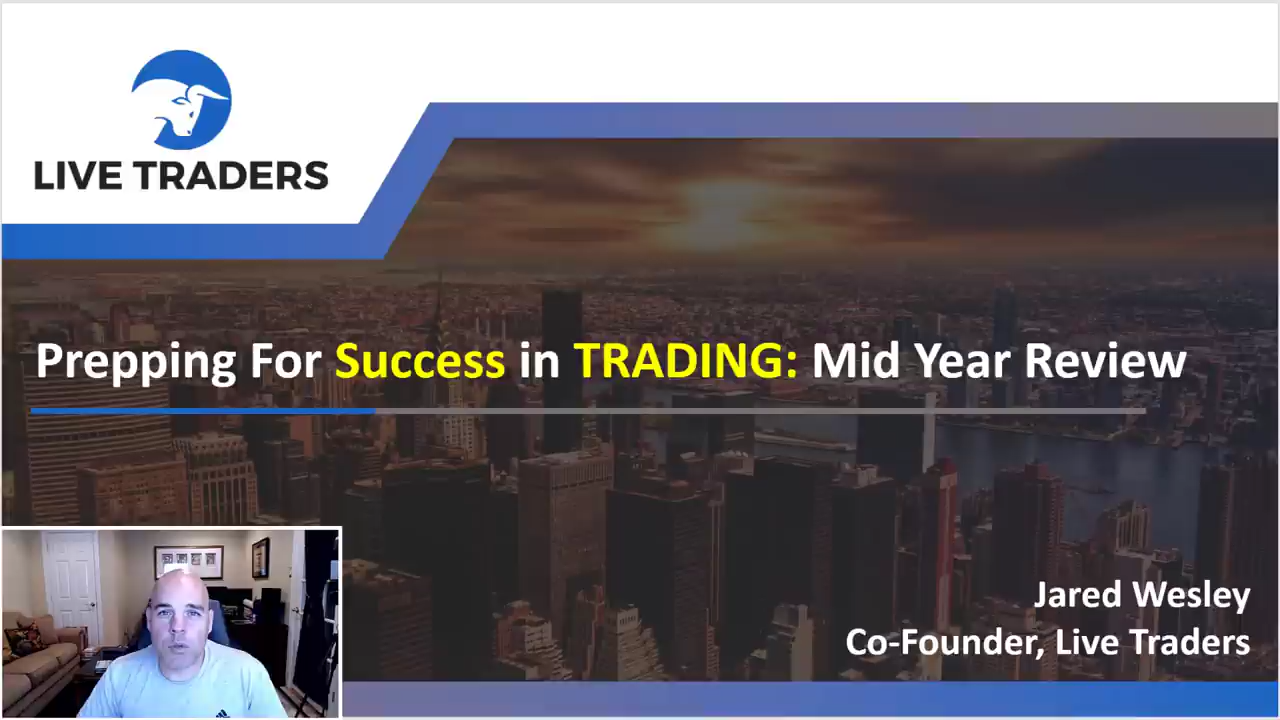 LIVE TRADERS
Prepping For Success in TRADING: Mid Year Review
Jared Wesley
Co-Founder, Live Traders